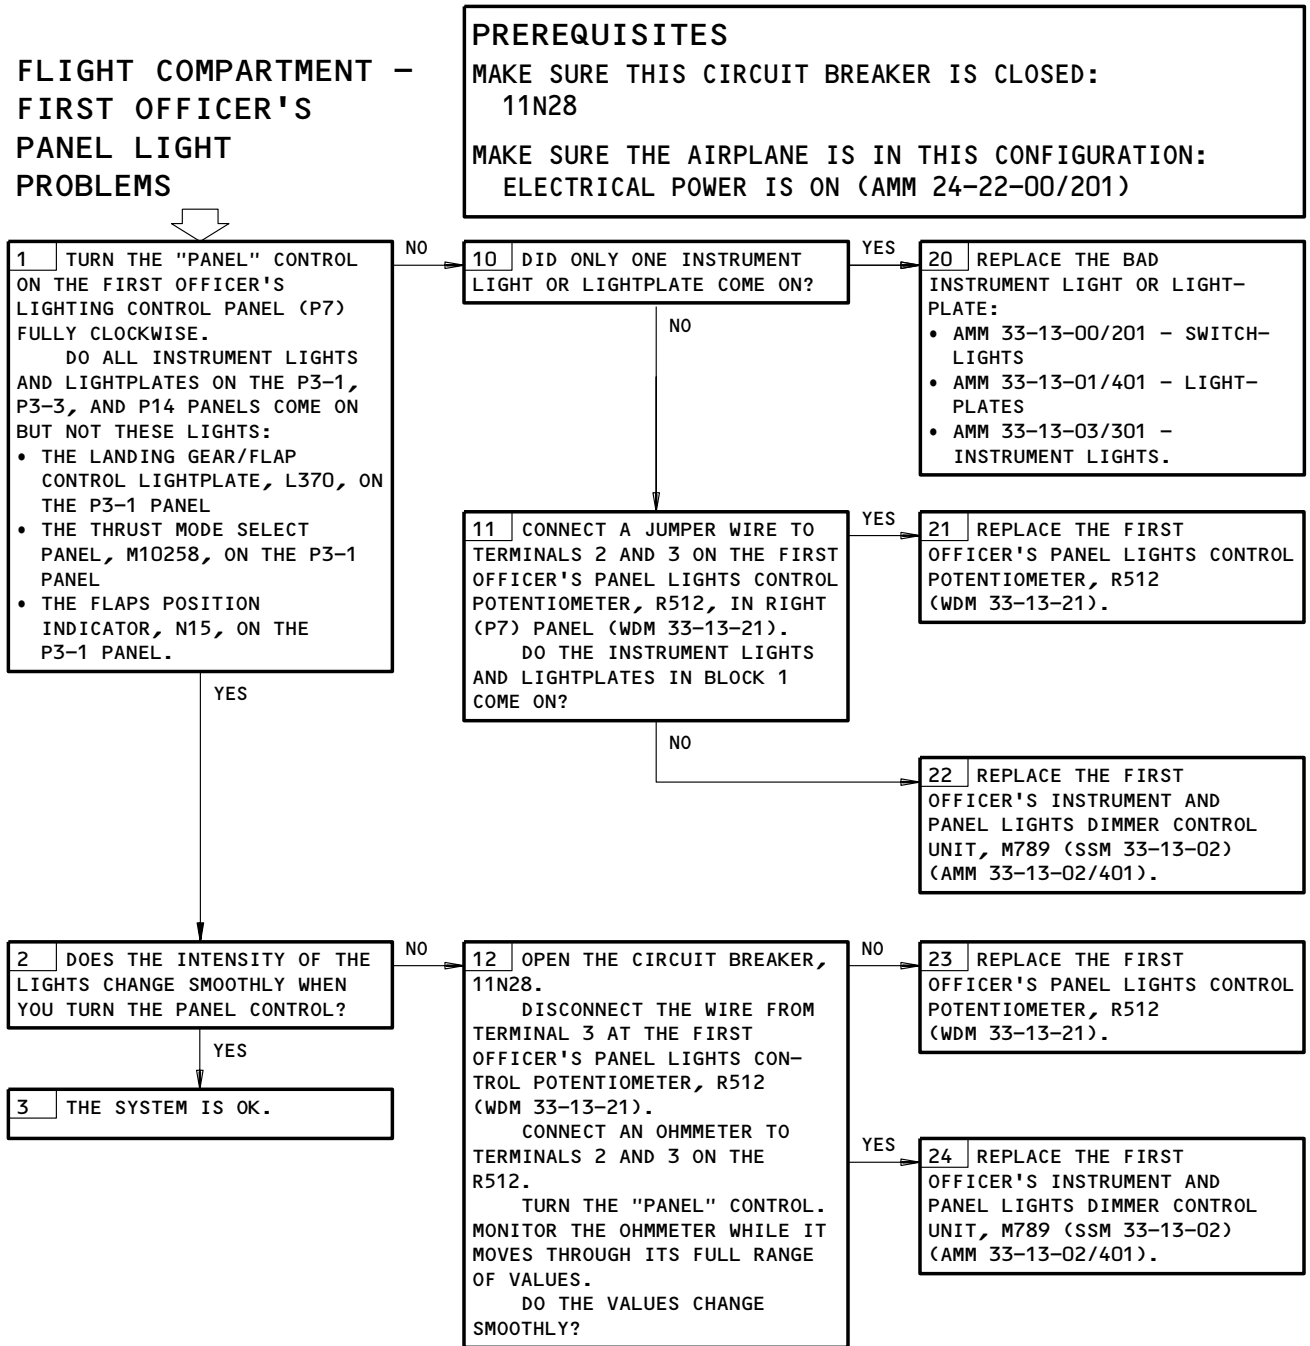 FLIGHT COMPARTMENT –
FIRST OFFICER'S
PANEL LIGHT
PROBLEMS
PREREQUISITES
MAKE SURE THIS CIRCUIT BREAKER IS CLOSED:
11N28
MAKE SURE THE AIRPLANE IS IN THIS CONFIGURATION:
ELECTRICAL POWER IS ON (AMM 24-22-00/201)
1 TURN THE "PANEL" CONTROL
ON THE FIRST OFFICER'S
LIGHTING CONTROL PANEL (P7)
FULLY CLOCKWISE.
DO ALL INSTRUMENT LIGHTS
AND LIGHTPLATES ON THE P3-1,
P3-3, AND P14 PANELS COME ON
BUT NOT THESE LIGHTS:
• THE LANDING GEAR/FLAP
CONTROL LIGHTPLATE, L370, ON
THE P3-1 PANEL
• THE THRUST MODE SELECT
PANEL, M10258, ON THE P3-1
PANEL
• THE FLAPS POSITION
INDICATOR, N15, ON THE
P3-1 PANEL.
NO
10 DID ONLY ONE INSTRUMENT
LIGHT OR LIGHTPLATE COME ON?
YES
20 REPLACE THE BAD
INSTRUMENT LIGHT OR LIGHT-
PLATE:
• AMM 33-13-00/201 – SWITCH-
LIGHTS
• AMM 33-13-01/401 – LIGHT-
PLATES
• AMM 33-13-03/301 –
INSTRUMENT LIGHTS.
NO
11 CONNECT A JUMPER WIRE TO
TERMINALS 2 AND 3 ON THE FIRST
OFFICER'S PANEL LIGHTS CONTROL
POTENTIOMETER, R512, IN RIGHT
(P7) PANEL (WDM 33-13-21).
DO THE INSTRUMENT LIGHTS
AND LIGHTPLATES IN BLOCK 1
COME ON?
YES
21 REPLACE THE FIRST
OFFICER'S PANEL LIGHTS CONTROL
POTENTIOMETER, R512
(WDM 33-13-21).
NO
22 REPLACE THE FIRST
OFFICER'S INSTRUMENT AND
PANEL LIGHTS DIMMER CONTROL
UNIT, M789 (SSM 33-13-02)
(AMM 33-13-02/401).
YES
2 DOES THE INTENSITY OF THE
LIGHTS CHANGE SMOOTHLY WHEN
YOU TURN THE PANEL CONTROL?
YES
3 THE SYSTEM IS OK.
NO
12 OPEN THE CIRCUIT BREAKER,
11N28.
DISCONNECT THE WIRE FROM
TERMINAL 3 AT THE FIRST
OFFICER'S PANEL LIGHTS CON-
TROL POTENTIOMETER, R512
(WDM 33-13-21).
CONNECT AN OHMMETER TO
TERMINALS 2 AND 3 ON THE
R512.
TURN THE "PANEL" CONTROL.
MONITOR THE OHMMETER WHILE IT
MOVES THROUGH ITS FULL RANGE
OF VALUES.
DO THE VALUES CHANGE
SMOOTHLY?
NO
23 REPLACE THE FIRST
OFFICER'S PANEL LIGHTS CONTROL
POTENTIOMETER, R512
(WDM 33-13-21).
YES
24 REPLACE THE FIRST
OFFICER'S INSTRUMENT AND
PANEL LIGHTS DIMMER CONTROL
UNIT, M789 (SSM 33-13-02)
(AMM 33-13-02/401).